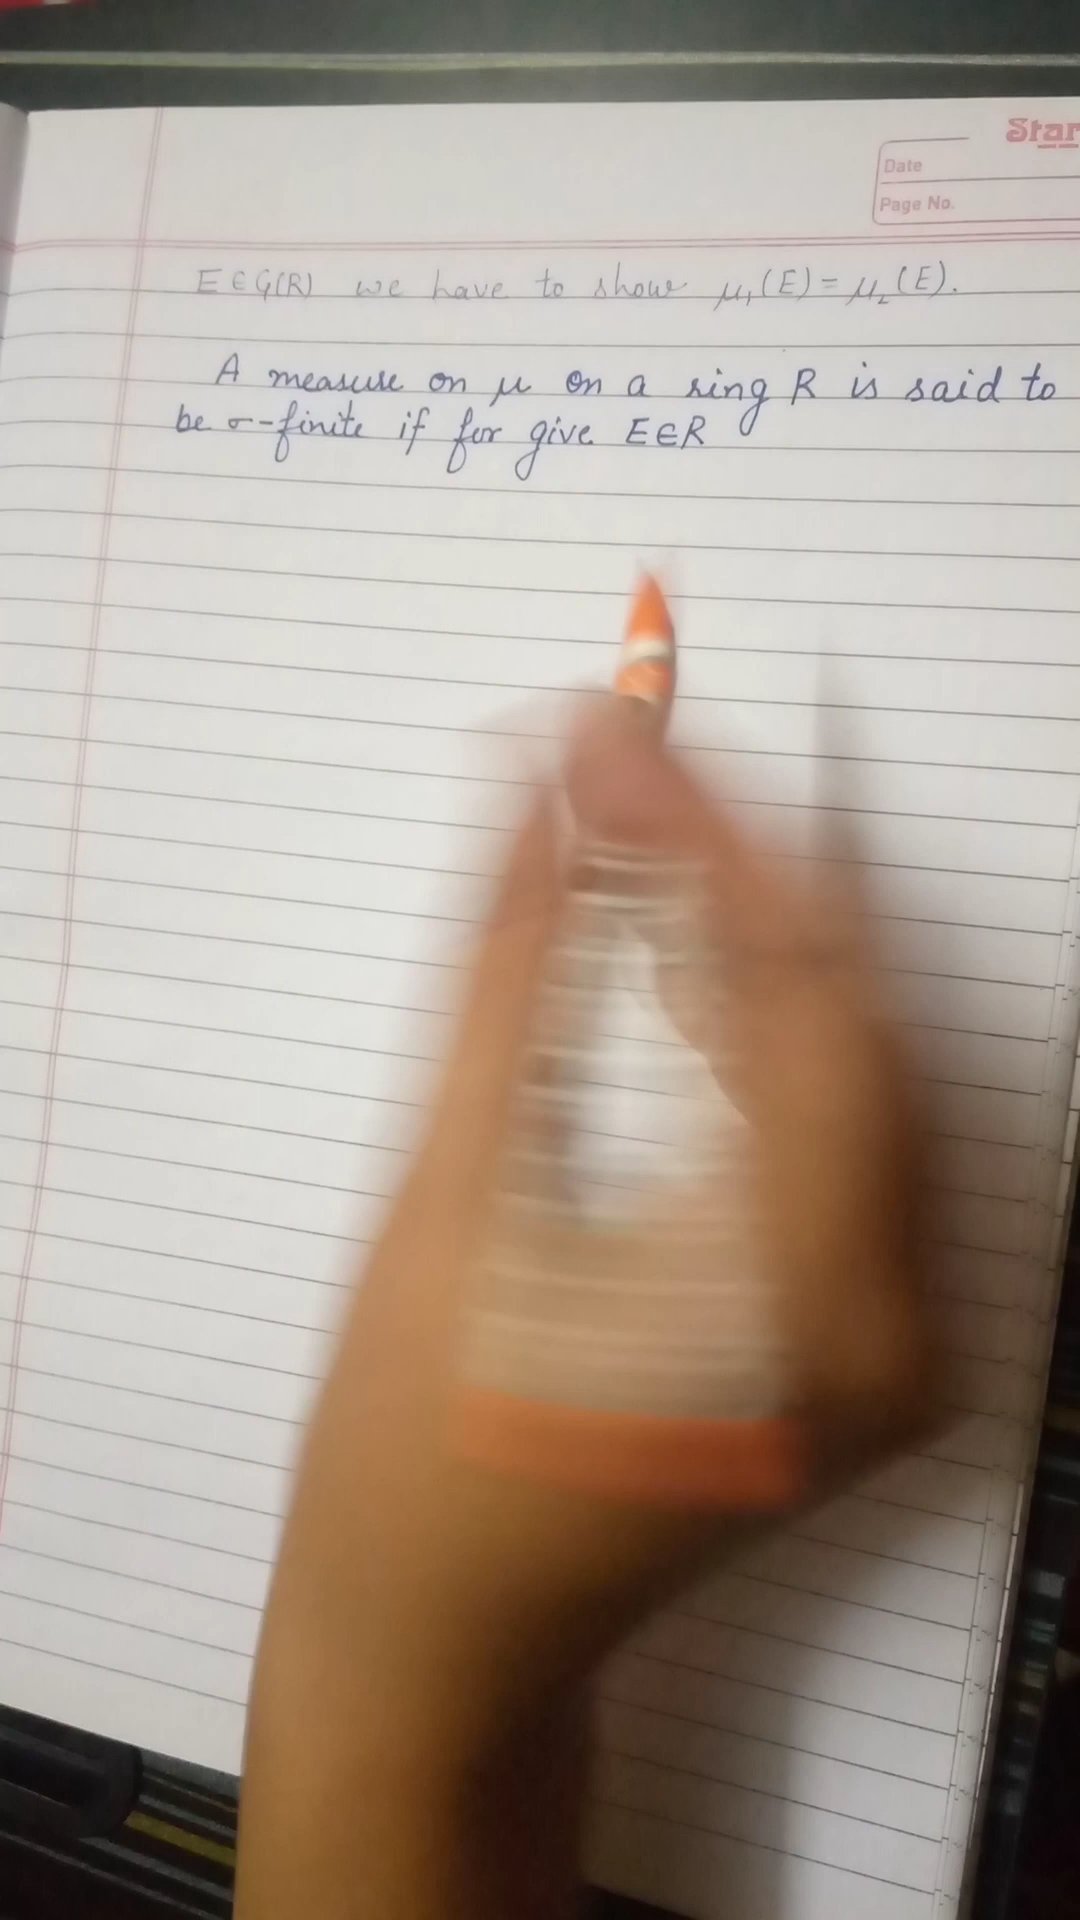 Star
Date
Page No.
E ∈ G(R) we have to show μ₁(E) = μ₂(E).
A measure on μ on a ring R is said to
be σ-finite if for give E∈R